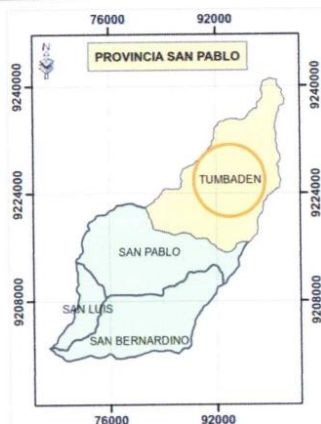 76000 92000
PROVINCIA SAN PABLO
9240000 9240000
TUMBADEN
9224000 9224000
SAN PABLO
9208000 9208000
SAN LUIS
SAN BERNARDINO
76000 92000